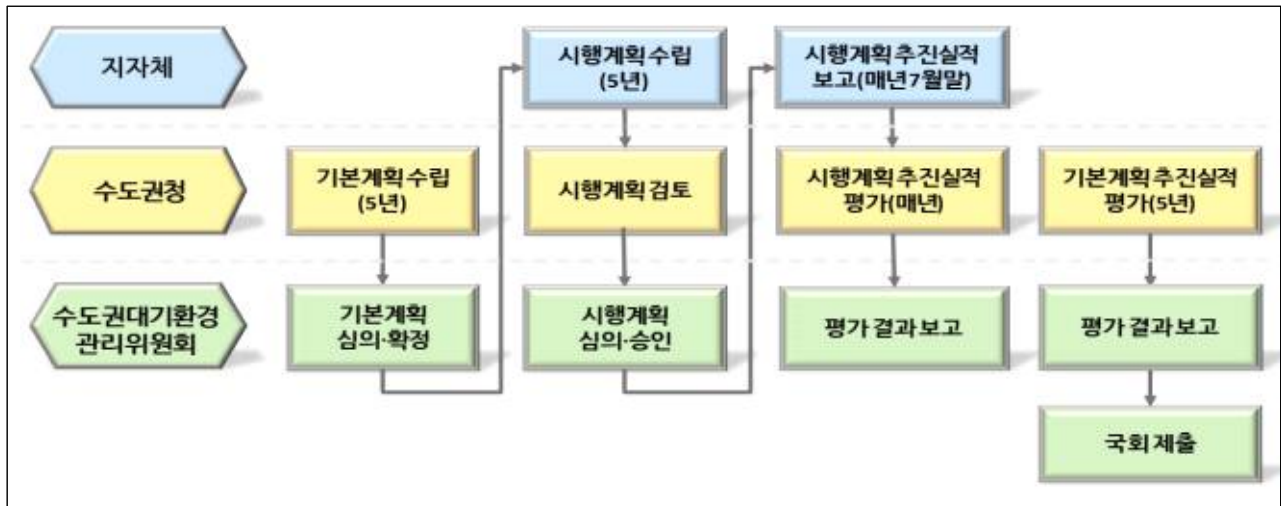 지자체
시행계획 수립
(5년)
시행계획 추진실적
보고(매년 7월말)
수도권청
기본계획 수립
(5년)
시행계획 검토
시행계획 추진실적
평가(매년)
기본계획 추진실적
평가(5년)
수도권대기환경
관리위원회
기본계획
심의·확정
시행계획
심의·승인
평가 결과 보고
평가 결과 보고
국회 제출